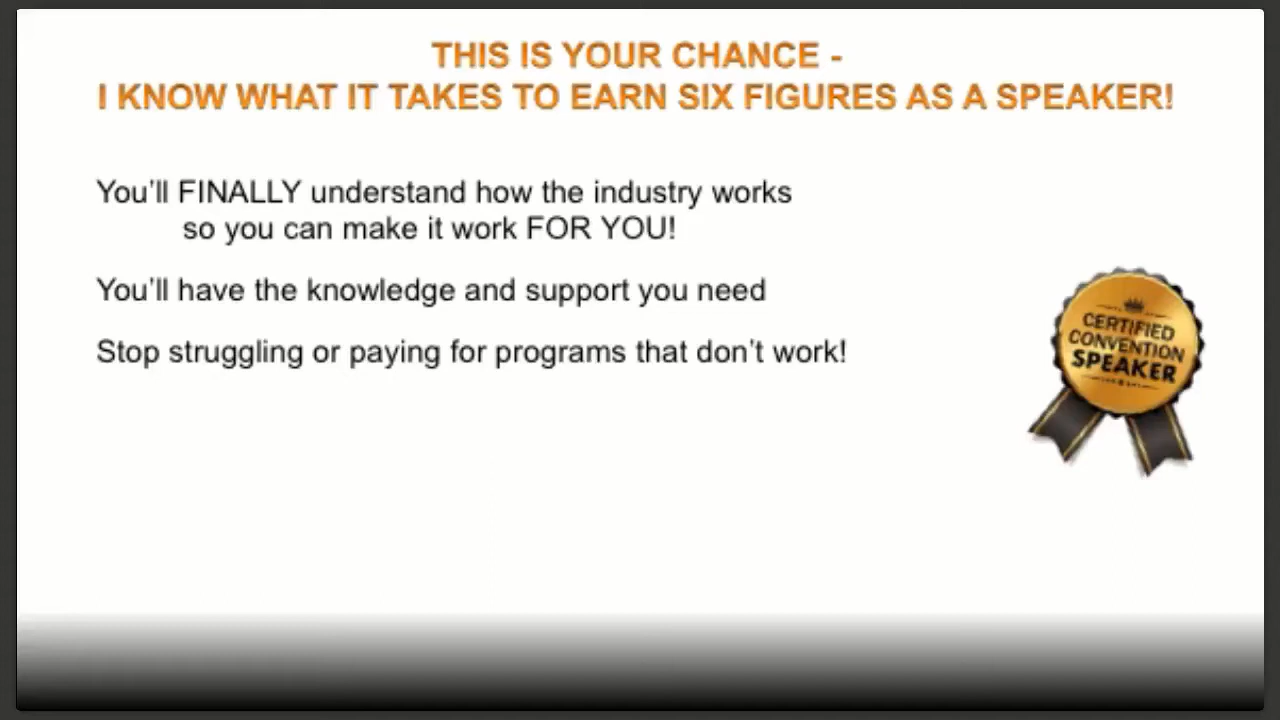 THIS IS YOUR CHANCE -
I KNOW WHAT IT TAKES TO EARN SIX FIGURES AS A SPEAKER!
You'll FINALLY understand how the industry works
so you can make it work FOR YOU!
You'll have the knowledge and support you need
Stop struggling or paying for programs that don't work!
CERTIFIED
CONVENTION
SPEAKER